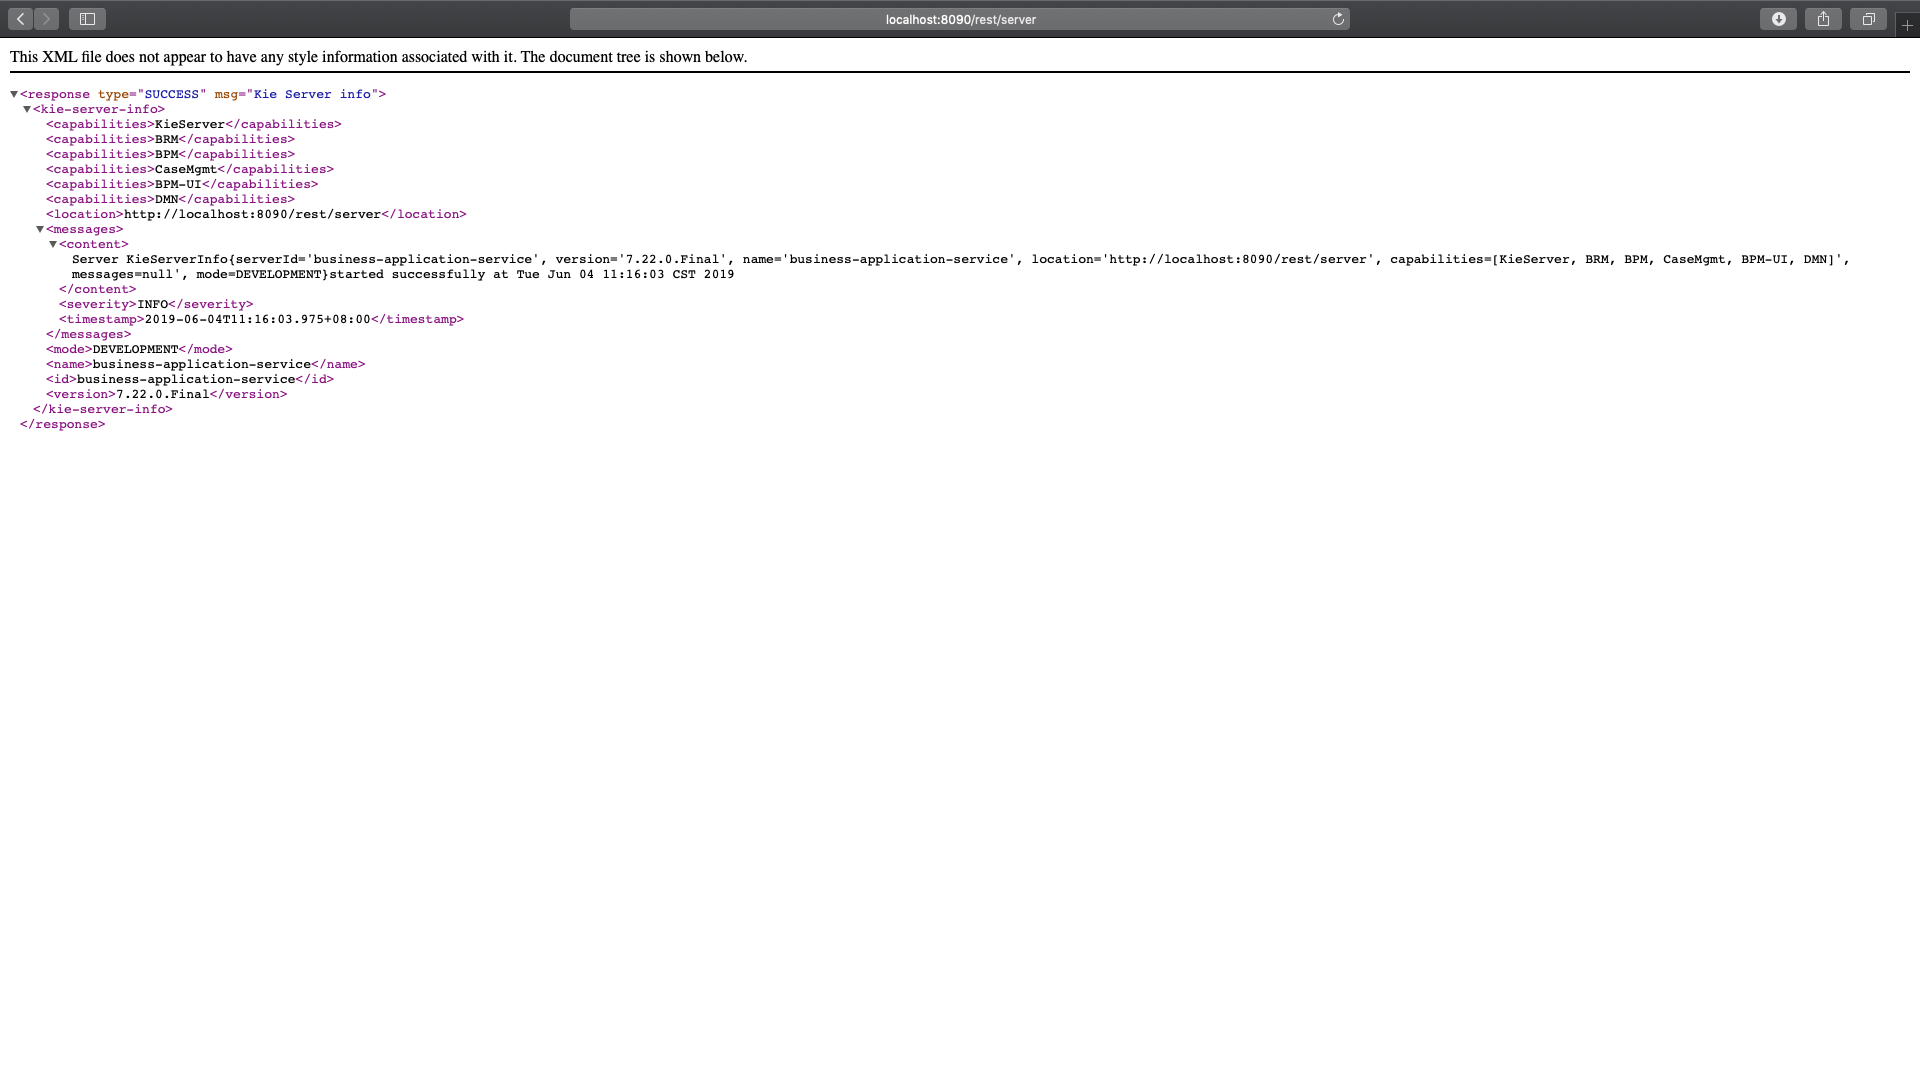 localhost:8090/rest/server
This XML file does not appear to have any style information associated with it. The document tree is shown below.
▼<response type="SUCCESS" msg="Kie Server info">
▼<kie-server-info>
<capabilities>KieServer</capabilities>
<capabilities>BRM</capabilities>
<capabilities>BPM</capabilities>
<capabilities>CaseMgmt</capabilities>
<capabilities>BPM-UI</capabilities>
<capabilities>DMN</capabilities>
<location>http://localhost:8090/rest/server</location>
▼<messages>
▼<content>
Server KieServerInfo{serverId='business-application-service', version='7.22.0.Final', name='business-application-service', location='http://localhost:8090/rest/server', capabilities=[KieServer, BRM, BPM, CaseMgmt, BPM-UI, DMN]',
messages=null', mode=DEVELOPMENT}started successfully at Tue Jun 04 11:16:03 CST 2019
</content>
<severity>INFO</severity>
<timestamp>2019-06-04T11:16:03.975+08:00</timestamp>
</messages>
<mode>DEVELOPMENT</mode>
<name>business-application-service</name>
<id>business-application-service</id>
<version>7.22.0.Final</version>
</kie-server-info>
</response>